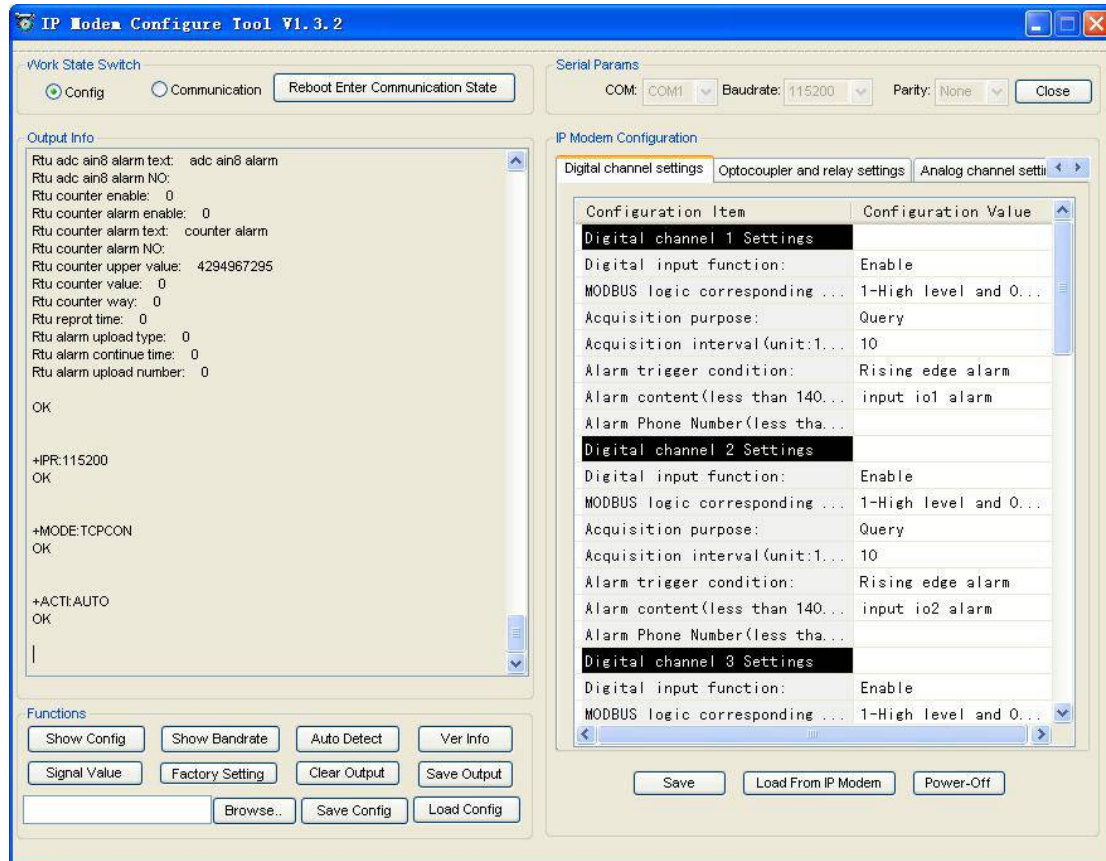 IP Modem Configure Tool V1.3.2
Work State Switch
Config
Communication
Reboot Enter Communication State
Serial Params
COM: COM1
Baudrate: 115200
Parity: None
Close
Output Info
Rtu adc ain8 alarm text: adc ain8 alarm
Rtu adc ain8 alarm NO:
Rtu counter enable: 0
Rtu counter alarm enable: 0
Rtu counter alarm text: counter alarm
Rtu counter alarm NO:
Rtu counter upper value: 4294967295
Rtu counter value: 0
Rtu counter way: 0
Rtu reprot time: 0
Rtu alarm upload type: 0
Rtu alarm continue time: 0
Rtu alarm upload number: 0
OK
+IPR:115200
OK
+MODE:TCPCON
OK
+ACTI:AUTO
OK
Functions
Show Config
Show Bandrate
Auto Detect
Ver Info
Signal Value
Factory Setting
Clear Output
Save Output
Browse..
Save Config
Load Config
IP Modem Configuration
Digital channel settings
Optocoupler and relay settings
Analog channel settin
Configuration Item Configuration Value
Digital channel 1 Settings
Digital input function: Enable
MODBUS logic corresponding ... 1-High level and 0...
Acquisition purpose: Query
Acquisition interval(unit:1... 10
Alarm trigger condition: Rising edge alarm
Alarm content(less than 140... input io1 alarm
Alarm Phone Number(less tha...
Digital channel 2 Settings
Digital input function: Enable
MODBUS logic corresponding ... 1-High level and 0...
Acquisition purpose: Query
Acquisition interval(unit:1... 10
Alarm trigger condition: Rising edge alarm
Alarm content(less than 140... input io2 alarm
Alarm Phone Number(less tha...
Digital channel 3 Settings
Digital input function: Enable
MODBUS logic corresponding ... 1-High level and 0...
Save
Load From IP Modem
Power-Off